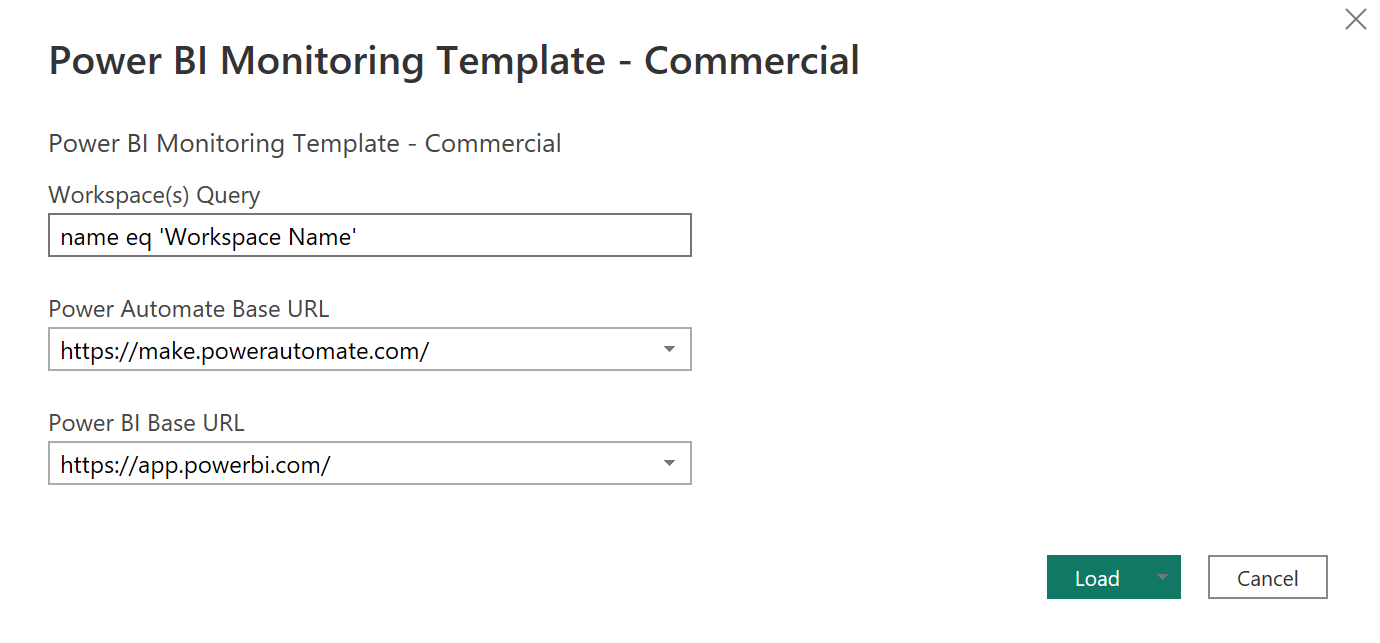 Power BI Monitoring Template - Commercial
Power BI Monitoring Template - Commercial
Workspace(s) Query
name eq 'Workspace Name'
Power Automate Base URL
https://make.powerautomate.com/
Power BI Base URL
https://app.powerbi.com/
Load
Cancel